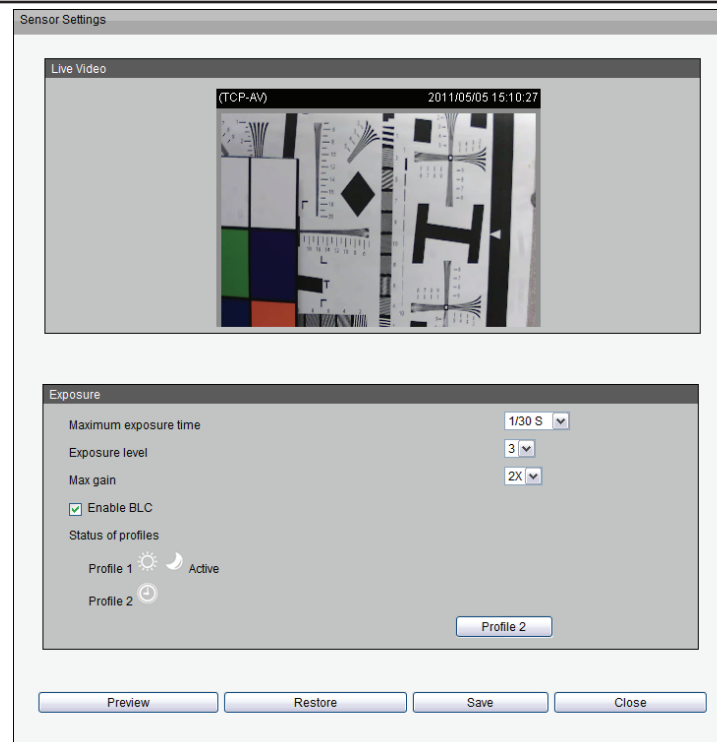 Sensor Settings
Live Video
(TCP-AV) 2011/05/05 15:10:27
Exposure
Maximum exposure time 1/30 S
Exposure level 3
Max gain 2X
Enable BLC
Status of profiles
Profile 1 Active
Profile 2
Profile 2
Preview Restore Save Close